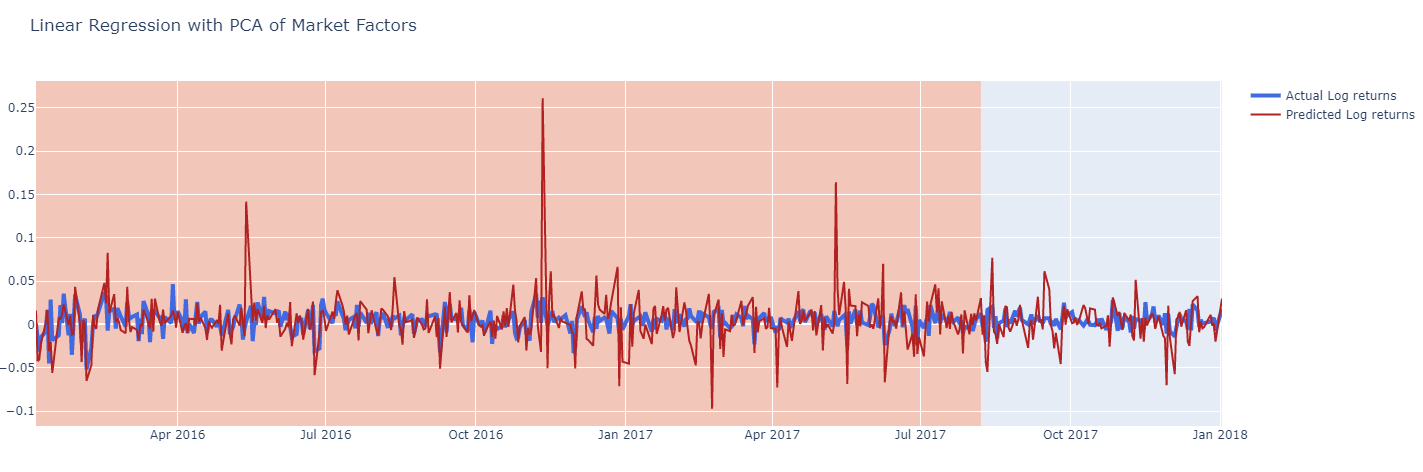 Linear Regression with PCA of Market Factors
Actual Log returns
Predicted Log returns
0.25
0.2
0.15
0.1
0.05
0
−0.05
−0.1
Apr 2016
Jul 2016
Oct 2016
Jan 2017
Apr 2017
Jul 2017
Oct 2017
Jan 2018